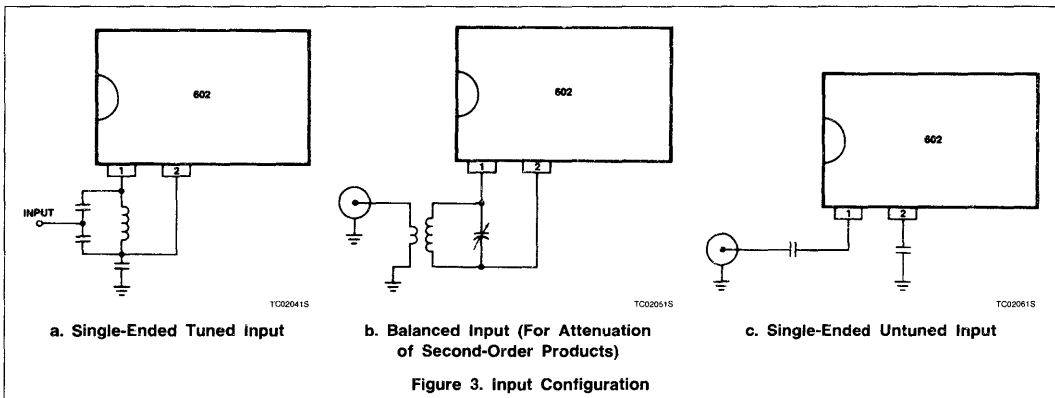 602
1 2
INPUT
TC02041S
a. Single-Ended Tuned Input
602
1 2
TC02051S
b. Balanced Input (For Attenuation
of Second-Order Products)
602
1 2
TC02061S
c. Single-Ended Untuned Input
Figure 3. Input Configuration